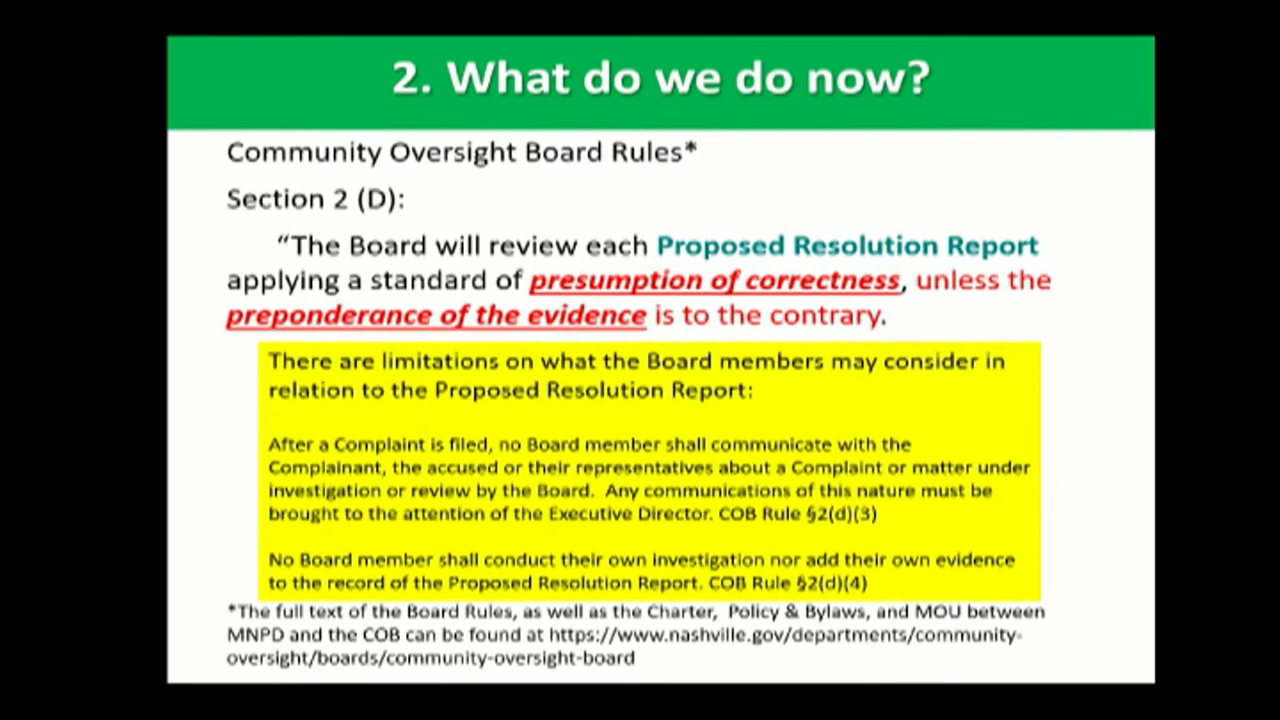 2. What do we do now?
Community Oversight Board Rules*
Section 2 (D):
“The Board will review each Proposed Resolution Report
applying a standard of presumption of correctness, unless the
preponderance of the evidence is to the contrary.
There are limitations on what the Board members may consider in
relation to the Proposed Resolution Report:
After a Complaint is filed, no Board member shall communicate with the
Complainant, the accused or their representatives about a Complaint or matter under
investigation or review by the Board.  Any communications of this nature must be
brought to the attention of the Executive Director. COB Rule §2(d)(3)
No Board member shall conduct their own investigation nor add their own evidence
to the record of the Proposed Resolution Report. COB Rule §2(d)(4)
*The full text of the Board Rules, as well as the Charter,  Policy & Bylaws, and MOU between
MNPD and the COB can be found at https://www.nashville.gov/departments/community-
oversight/boards/community-oversight-board